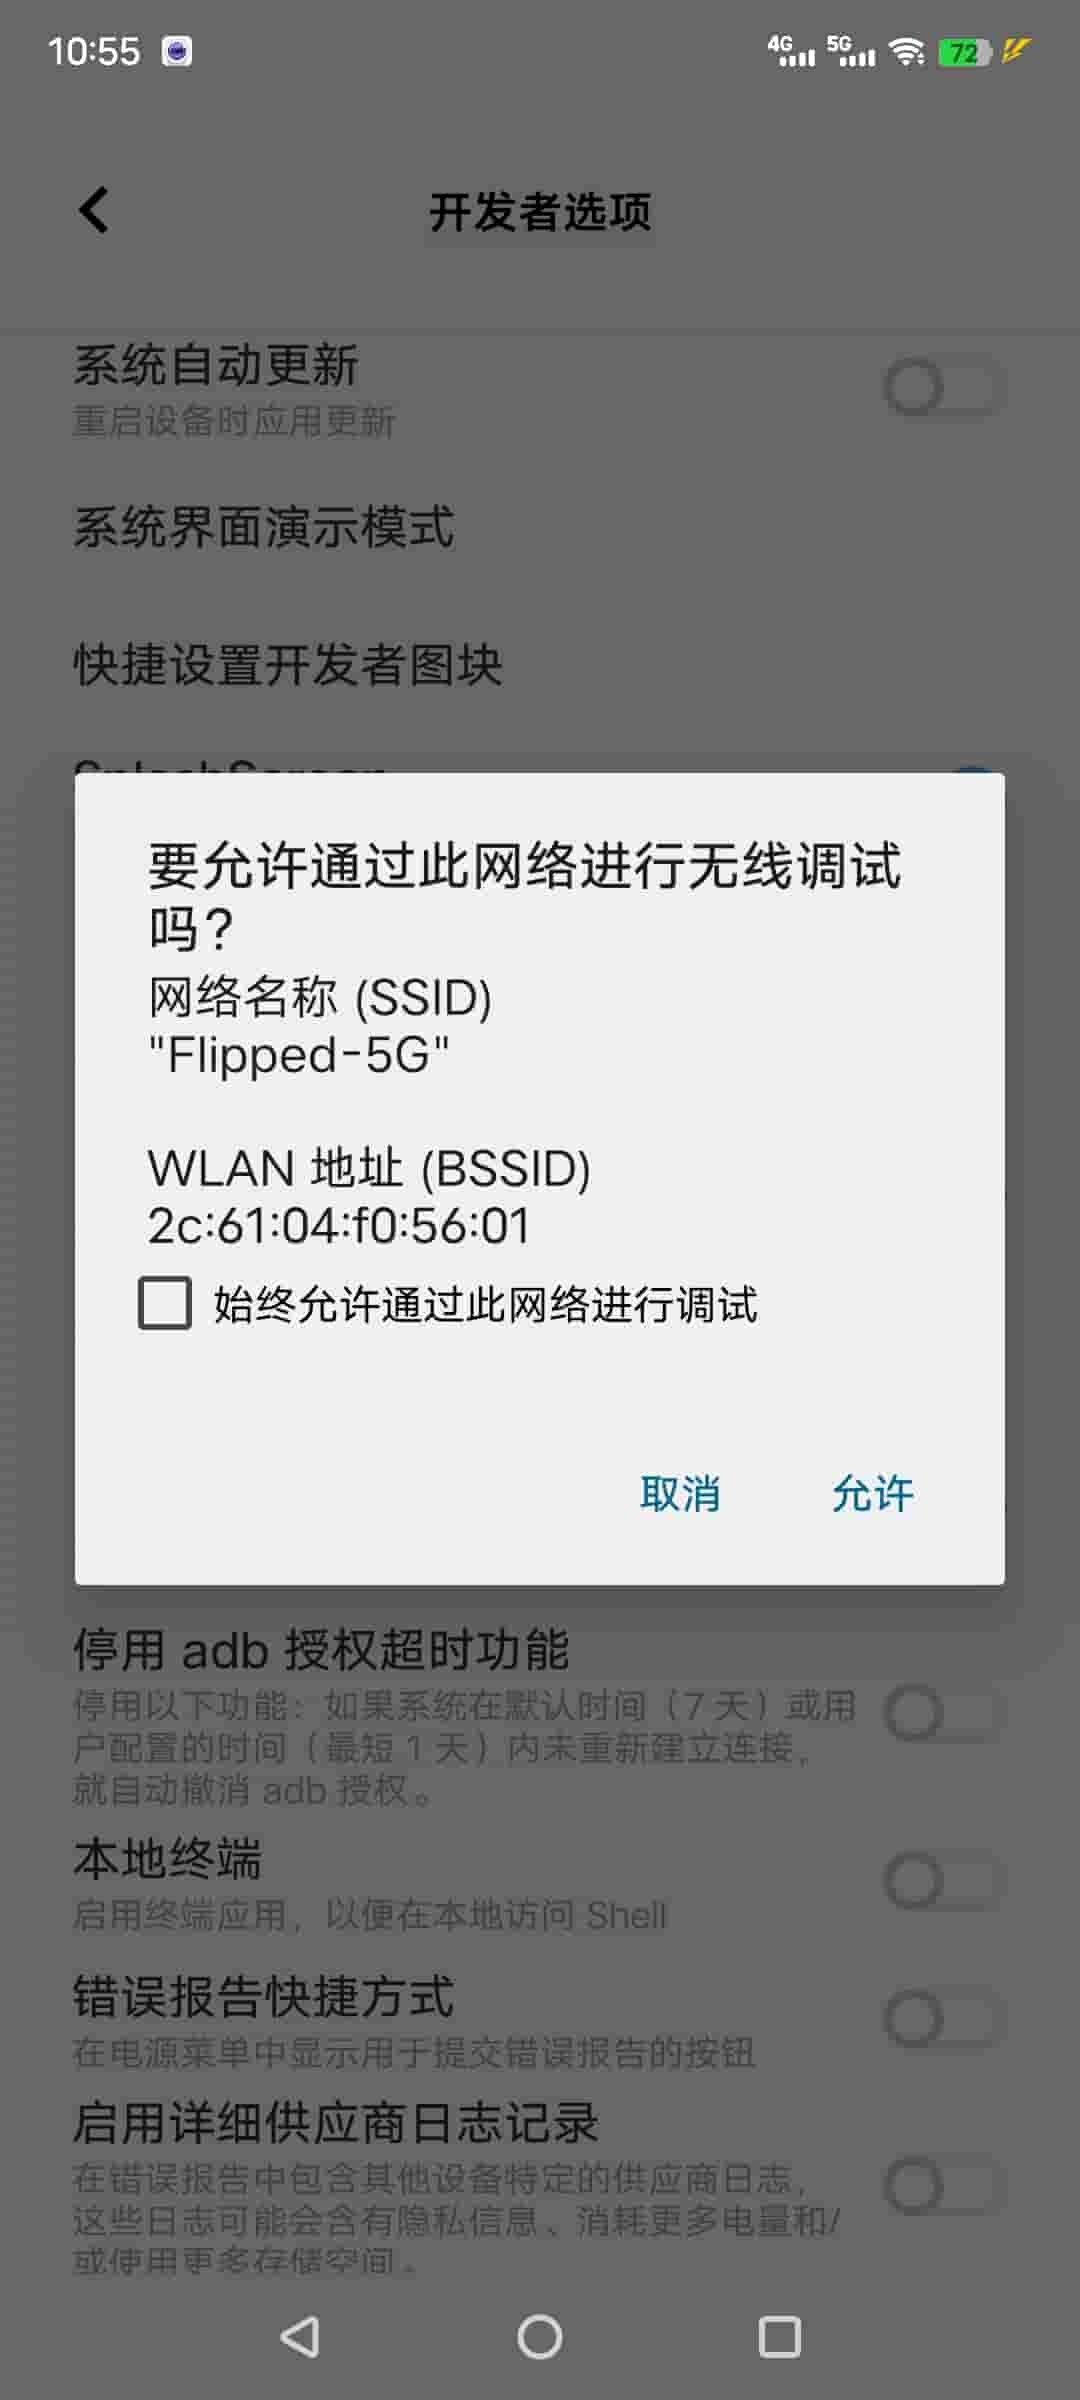 10:55
4G 5G 72
开发者选项
系统自动更新
重启设备时应用更新
系统界面演示模式
快捷设置开发者图块
要允许通过此网络进行无线调试
吗？
网络名称 (SSID)
"Flipped-5G"
WLAN 地址 (BSSID)
2c:61:04:f0:56:01
始终允许通过此网络进行调试
取消 允许
停用 adb 授权超时功能
停用以下功能：如果系统在默认时间（7 天）或用
户配置的时间（最短 1 天）内未重新建立连接，
就自动撤消 adb 授权。
本地终端
启用终端应用，以便在本地访问 Shell
错误报告快捷方式
在电源菜单中显示用于提交错误报告的按钮
启用详细供应商日志记录
在错误报告中包含其他设备特定的供应商日志，
这些日志可能会含有隐私信息、消耗更多电量和/
或使用更多存储空间。